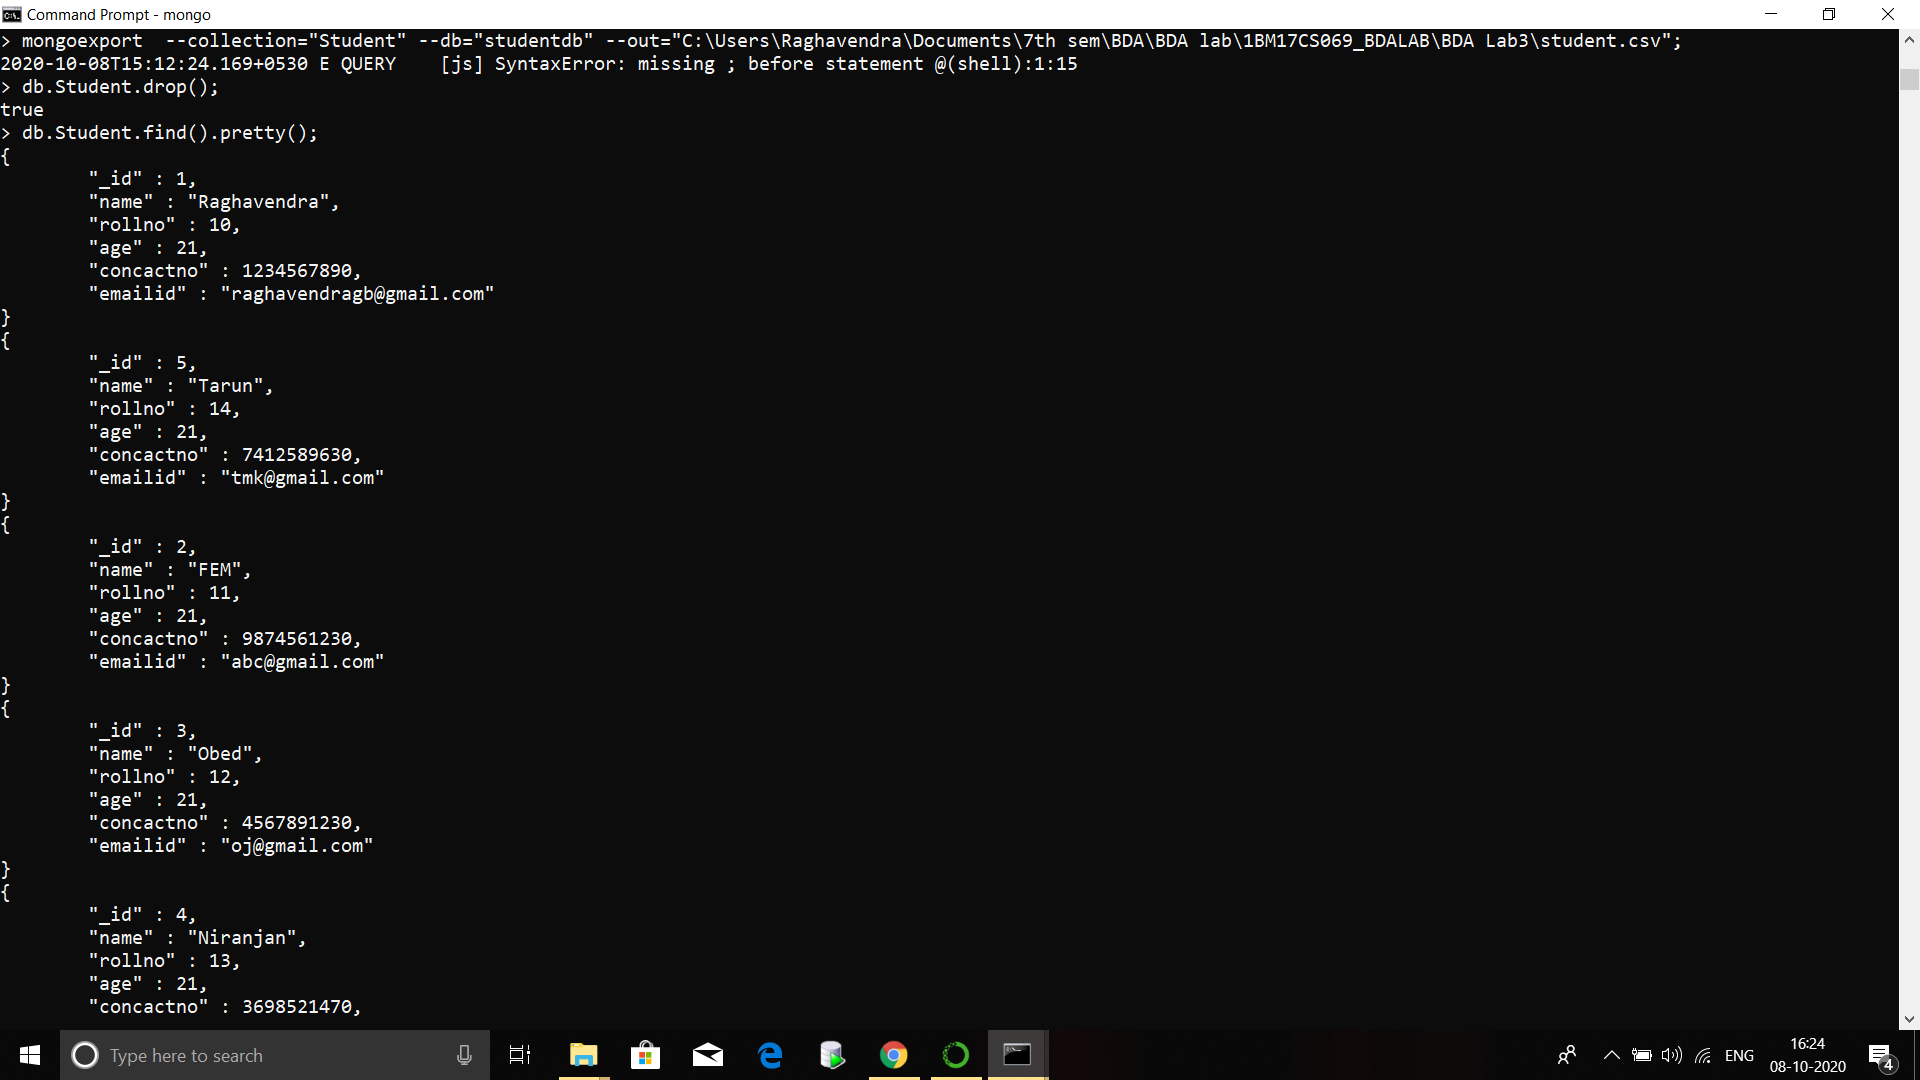 Command Prompt - mongo
> mongoexport  --collection="Student" --db="studentdb" --out="C:\Users\Raghavendra\Documents\7th sem\BDA\BDA lab\1BM17CS069_BDALAB\BDA Lab3\student.csv";
2020-10-08T15:12:24.169+0530 E QUERY    [js] SyntaxError: missing ; before statement @(shell):1:15
> db.Student.drop();
true
> db.Student.find().pretty();
{
"_id" : 1,
"name" : "Raghavendra",
"rollno" : 10,
"age" : 21,
"concactno" : 1234567890,
"emailid" : "raghavendragb@gmail.com"
}
{
"_id" : 5,
"name" : "Tarun",
"rollno" : 14,
"age" : 21,
"concactno" : 7412589630,
"emailid" : "tmk@gmail.com"
}
{
"_id" : 2,
"name" : "FEM",
"rollno" : 11,
"age" : 21,
"concactno" : 9874561230,
"emailid" : "abc@gmail.com"
}
{
"_id" : 3,
"name" : "Obed",
"rollno" : 12,
"age" : 21,
"concactno" : 4567891230,
"emailid" : "oj@gmail.com"
}
{
"_id" : 4,
"name" : "Niranjan",
"rollno" : 13,
"age" : 21,
"concactno" : 3698521470,
Type here to search
ENG
16:24
08-10-2020
4